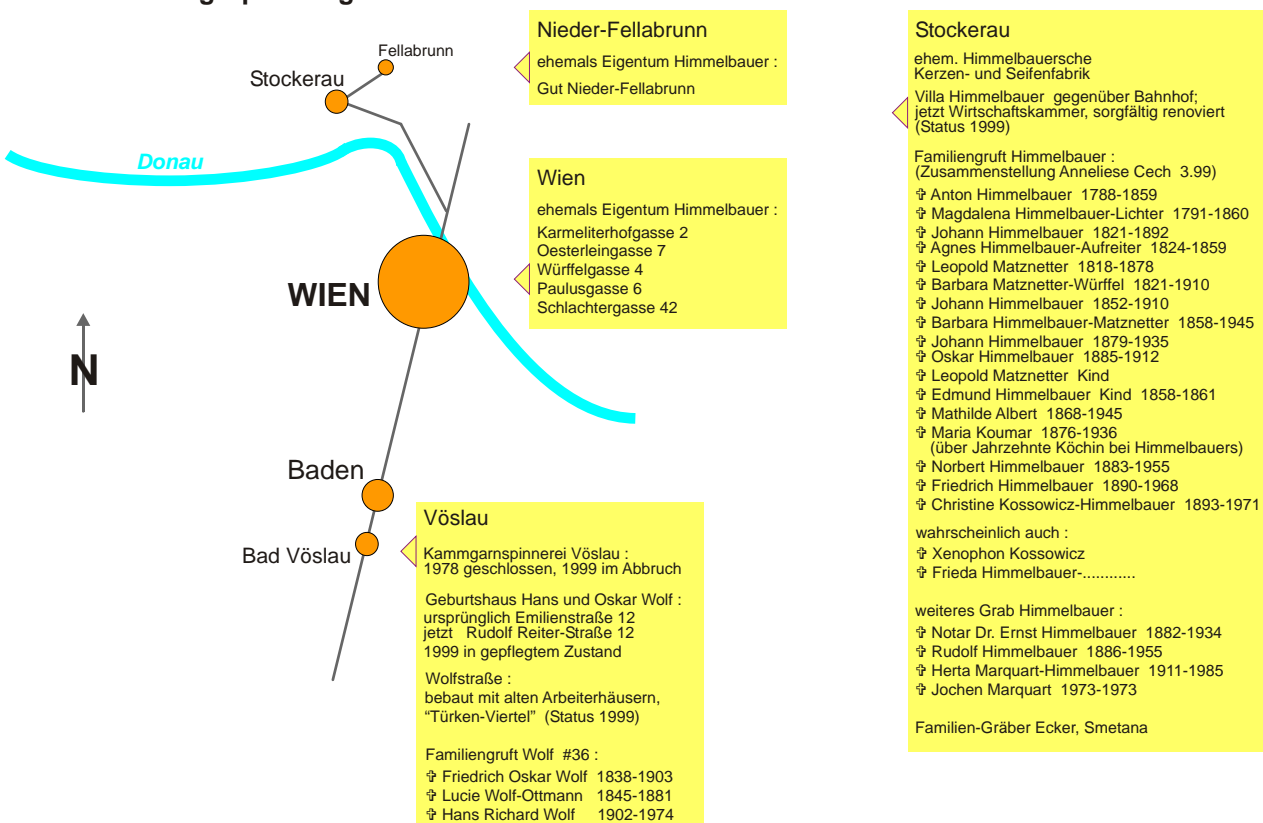 Fellabrunn
Stockerau
Donau
WIEN
N
Baden
Bad Vöslau
Nieder-Fellabrunn
ehemals Eigentum Himmelbauer :
Gut Nieder-Fellabrunn
Wien
ehemals Eigentum Himmelbauer :
Karmeliterhofgasse 2
Oesterleingasse 7
Würffelgasse 4
Paulusgasse 6
Schlachtergasse 42
Vöslau
Kammgarnspinnerei Vöslau :
1978 geschlossen, 1999 im Abbruch
Geburtshaus Hans und Oskar Wolf :
ursprünglich Emilienstraße 12
jetzt Rudolf Reiter-Straße 12
1999 in gepflegtem Zustand
Wolfstraße :
bebaut mit alten Arbeiterhäusern,
“Türken-Viertel” (Status 1999)
Familiengruft Wolf #36 :
✞ Friedrich Oskar Wolf 1838-1903
✞ Lucie Wolf-Ottmann 1845-1881
✞ Hans Richard Wolf 1902-1974
Stockerau
ehem. Himmelbauersche
Kerzen- und Seifenfabrik
Villa Himmelbauer gegenüber Bahnhof;
jetzt Wirtschaftskammer, sorgfältig renoviert
(Status 1999)
Familiengruft Himmelbauer :
(Zusammenstellung Anneliese Cech 3.99)
✞ Anton Himmelbauer 1788-1859
✞ Magdalena Himmelbauer-Lichter 1791-1860
✞ Johann Himmelbauer 1821-1892
✞ Agnes Himmelbauer-Aufreiter 1824-1859
✞ Leopold Matznetter 1818-1878
✞ Barbara Matznetter-Würffel 1821-1910
✞ Johann Himmelbauer 1852-1910
✞ Barbara Himmelbauer-Matznetter 1858-1945
✞ Johann Himmelbauer 1879-1935
✞ Oskar Himmelbauer 1885-1912
✞ Leopold Matznetter Kind
✞ Edmund Himmelbauer Kind 1858-1861
✞ Mathilde Albert 1868-1945
✞ Maria Koumar 1876-1936
(über Jahrzehnte Köchin bei Himmelbauers)
✞ Norbert Himmelbauer 1883-1955
✞ Friedrich Himmelbauer 1890-1968
✞ Christine Kossowicz-Himmelbauer 1893-1971
wahrscheinlich auch :
✞ Xenophon Kossowicz
✞ Frieda Himmelbauer-............
weiteres Grab Himmelbauer :
✞ Notar Dr. Ernst Himmelbauer 1882-1934
✞ Rudolf Himmelbauer 1886-1955
✞ Herta Marquart-Himmelbauer 1911-1985
✞ Jochen Marquart 1973-1973
Familien-Gräber Ecker, Smetana